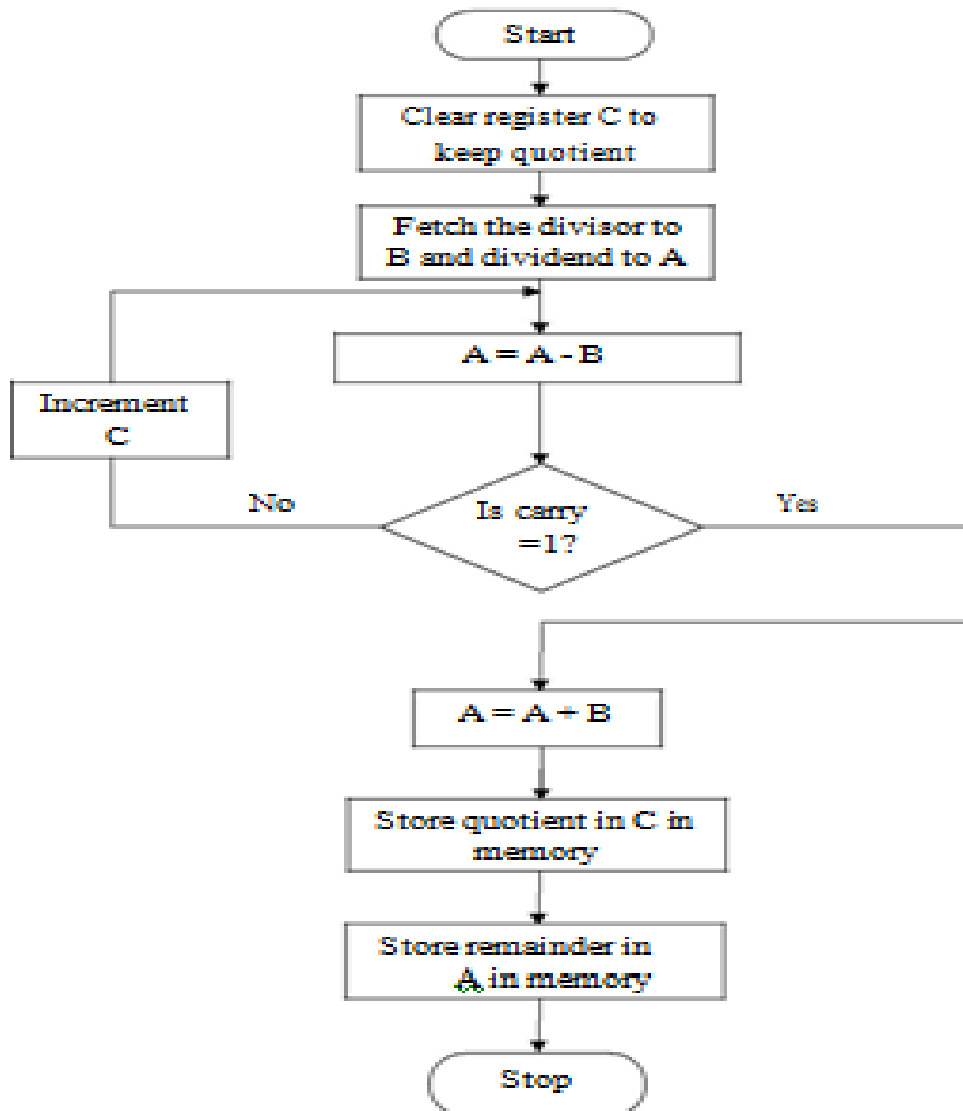 Start
Clear register C to
keep quotient
Fetch the divisor to
B and dividend to A
A = A - B
Increment
C
No
Is carry
=1?
Yes
A = A + B
Store quotient in C in
memory
Store remainder in
A in memory
Stop